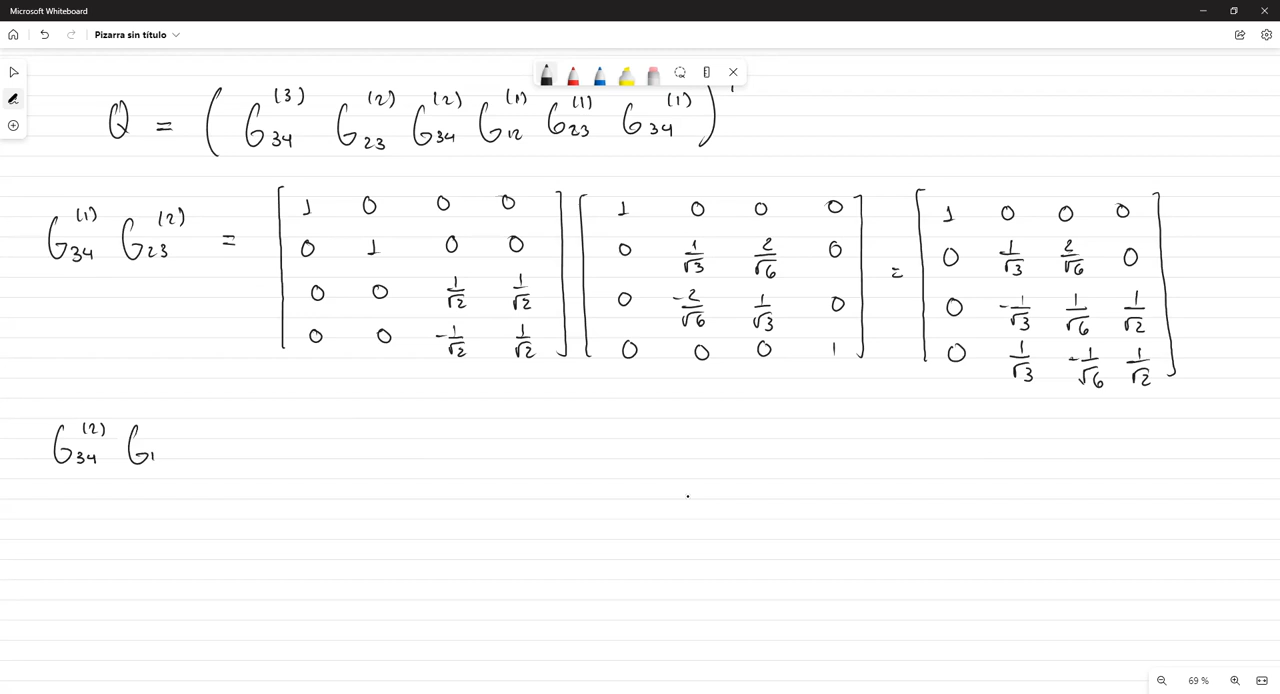 Microsoft Whiteboard
Pizarra sin título
Q = ( G₃₄⁽³⁾ G₂₃⁽²⁾ G₃₄⁽²⁾ G₁₂⁽¹⁾ G₂₃⁽¹⁾ G₃₄⁽¹⁾ )
G₃₄⁽¹⁾ G₂₃⁽²⁾ = [1 0 0 0; 0 1 0 0; 0 0 1/√2 1/√2; 0 0 -1/√2 1/√2] [1 0 0 0; 0 1/√3 2/√6 0; 0 -2/√6 1/√3 0; 0 0 0 1] = [1 0 0 0; 0 1/√3 2/√6 0; 0 -1/√3 1/√6 1/√2; 0 1/√3 -1/√6 1/√2]
G₃₄⁽²⁾ G₁
69 %